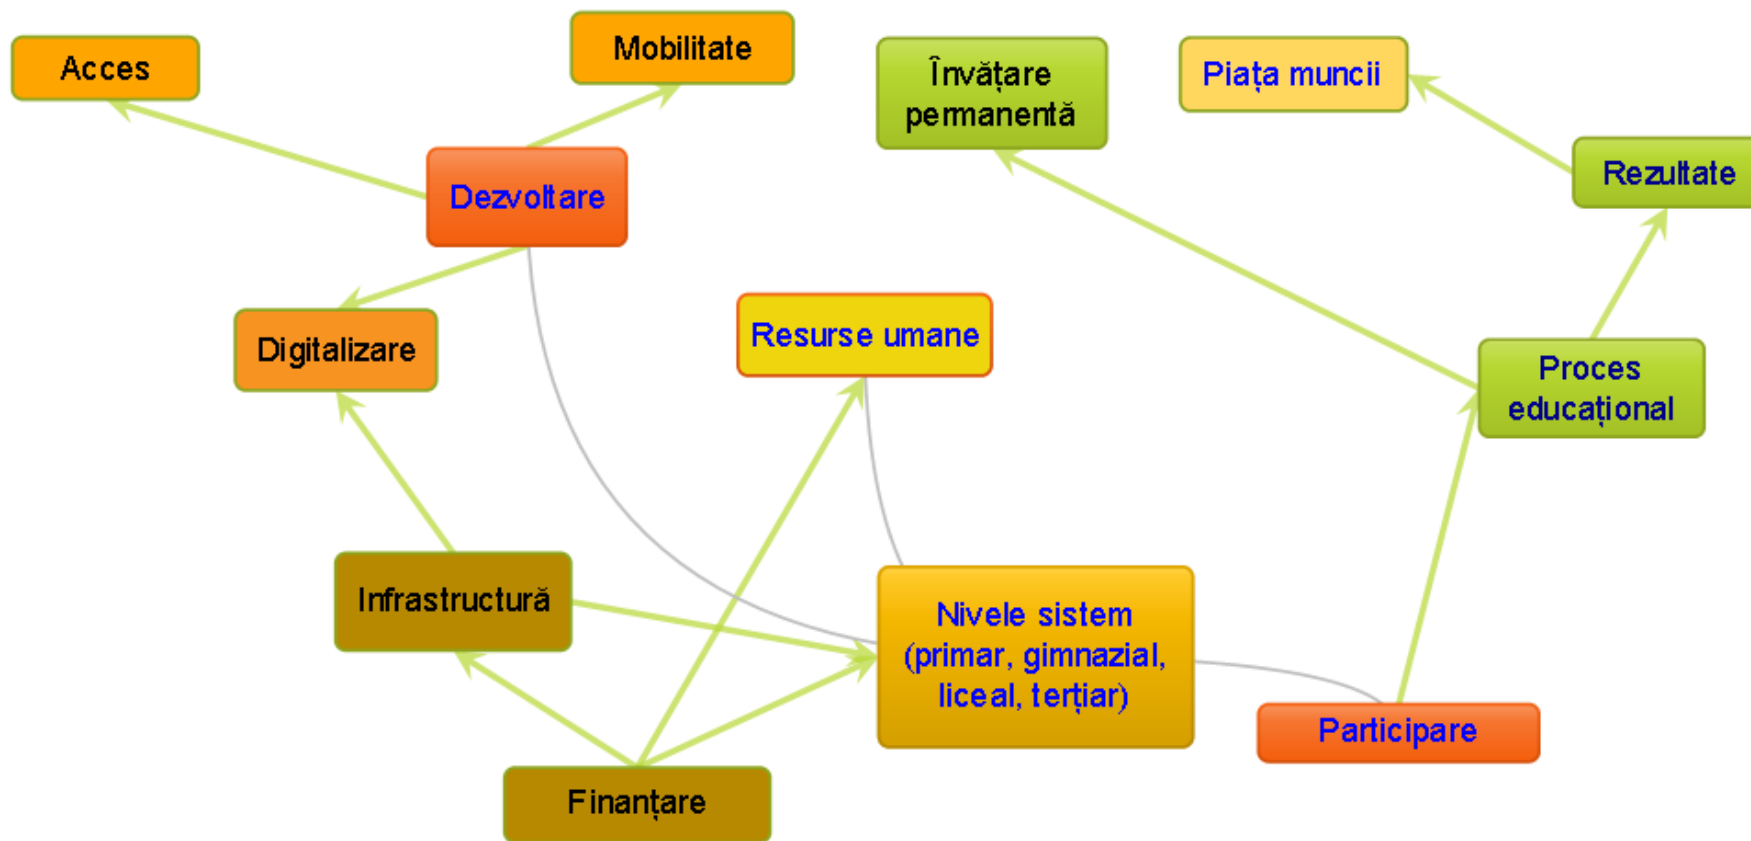 Acces
Mobilitate
Învățare
permanentă
Piața muncii
Rezultate
Dezvoltare
Digitalizare
Resurse umane
Proces
educațional
Infrastructură
Nivele sistem
(primar, gimnazial,
liceal, terțiar)
Participare
Finanțare